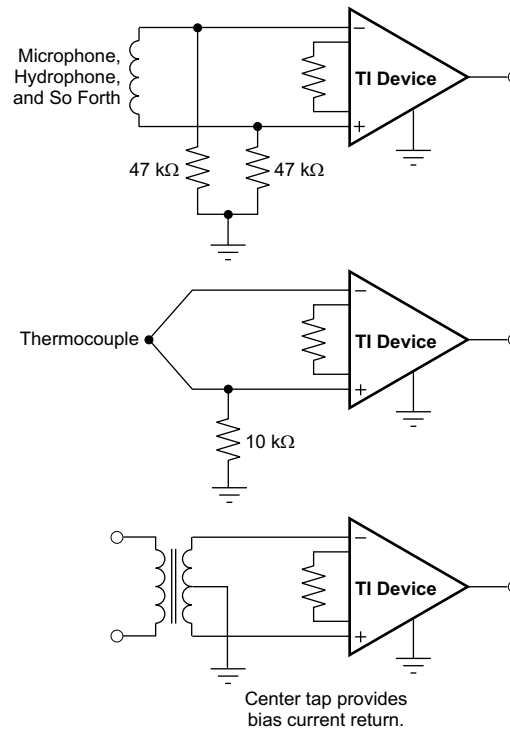 Microphone,
Hydrophone,
and So Forth
−
TI Device
+
47 kΩ
47 kΩ
Thermocouple
−
TI Device
+
10 kΩ
−
TI Device
+
Center tap provides
bias current return.